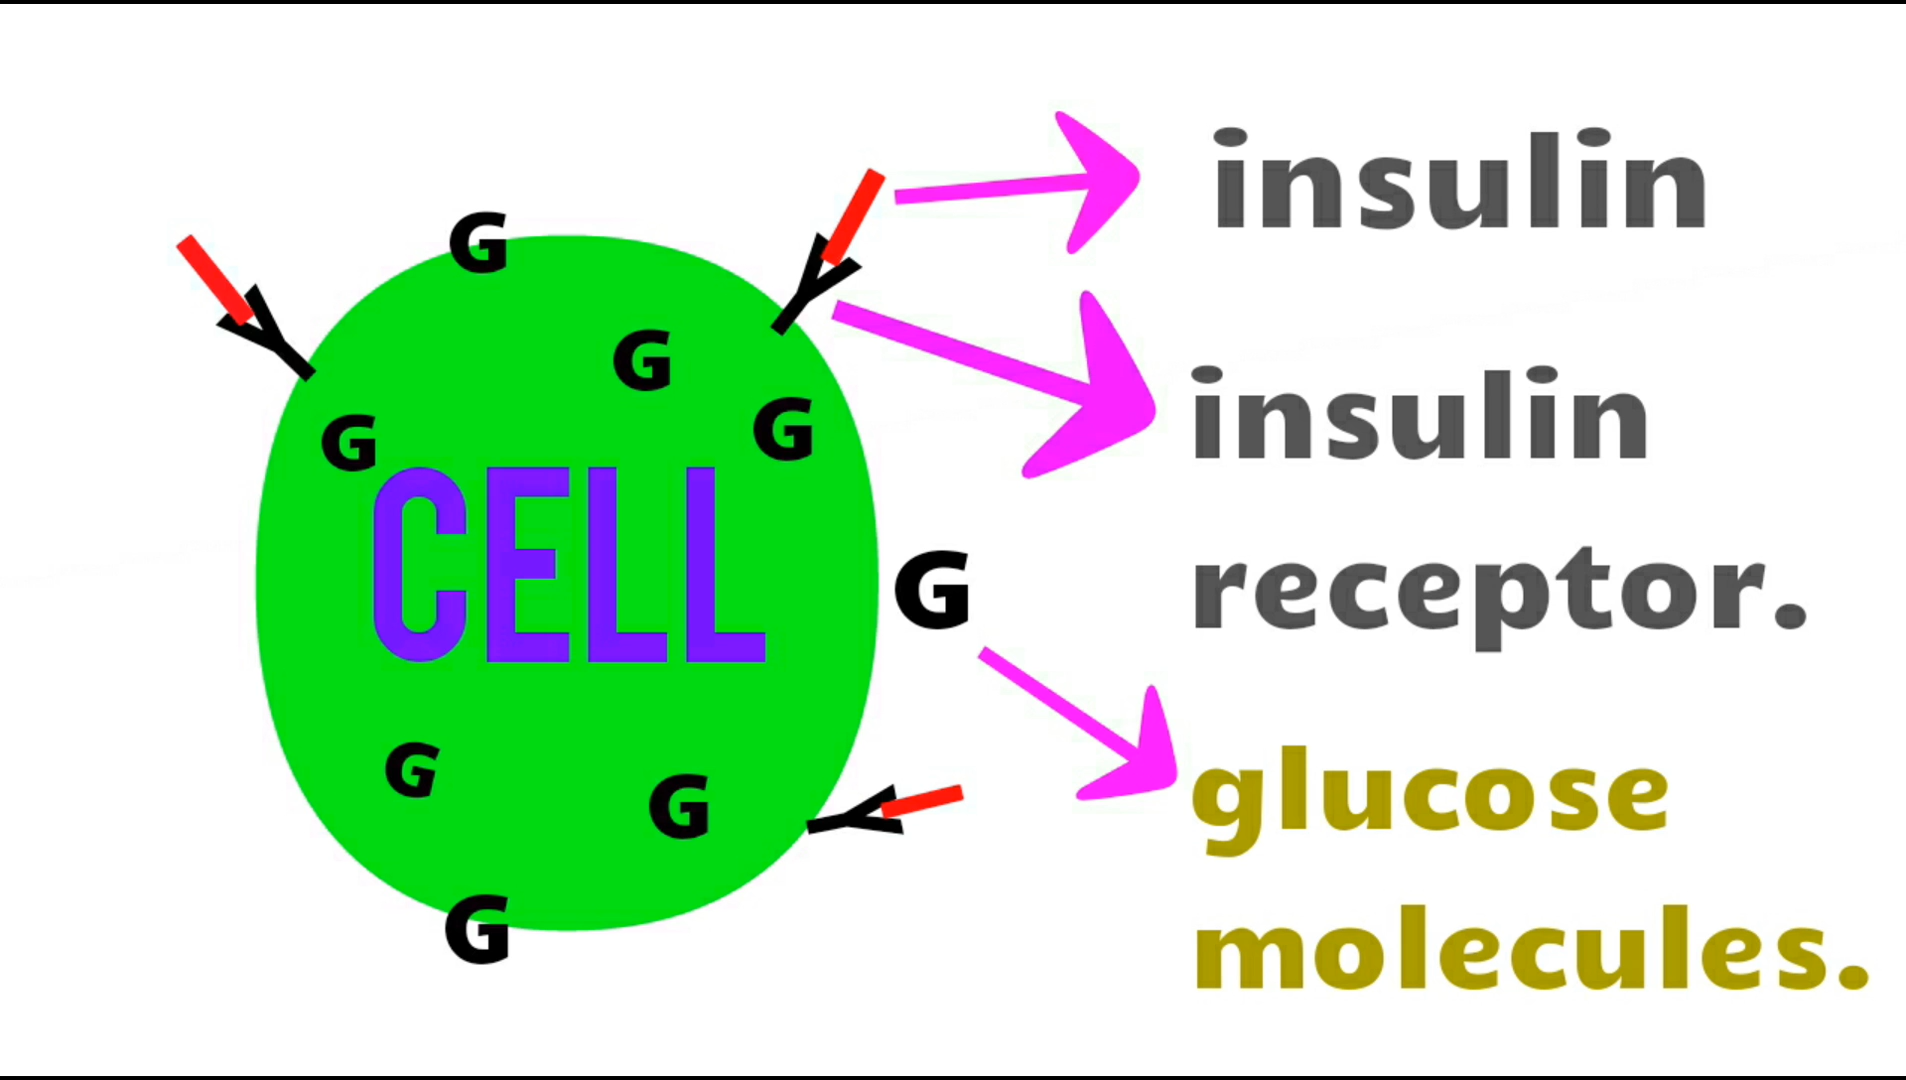 insulin
G
G
insulin
G
G
CELL
receptor.
G
glucose
G
G
molecules.
G